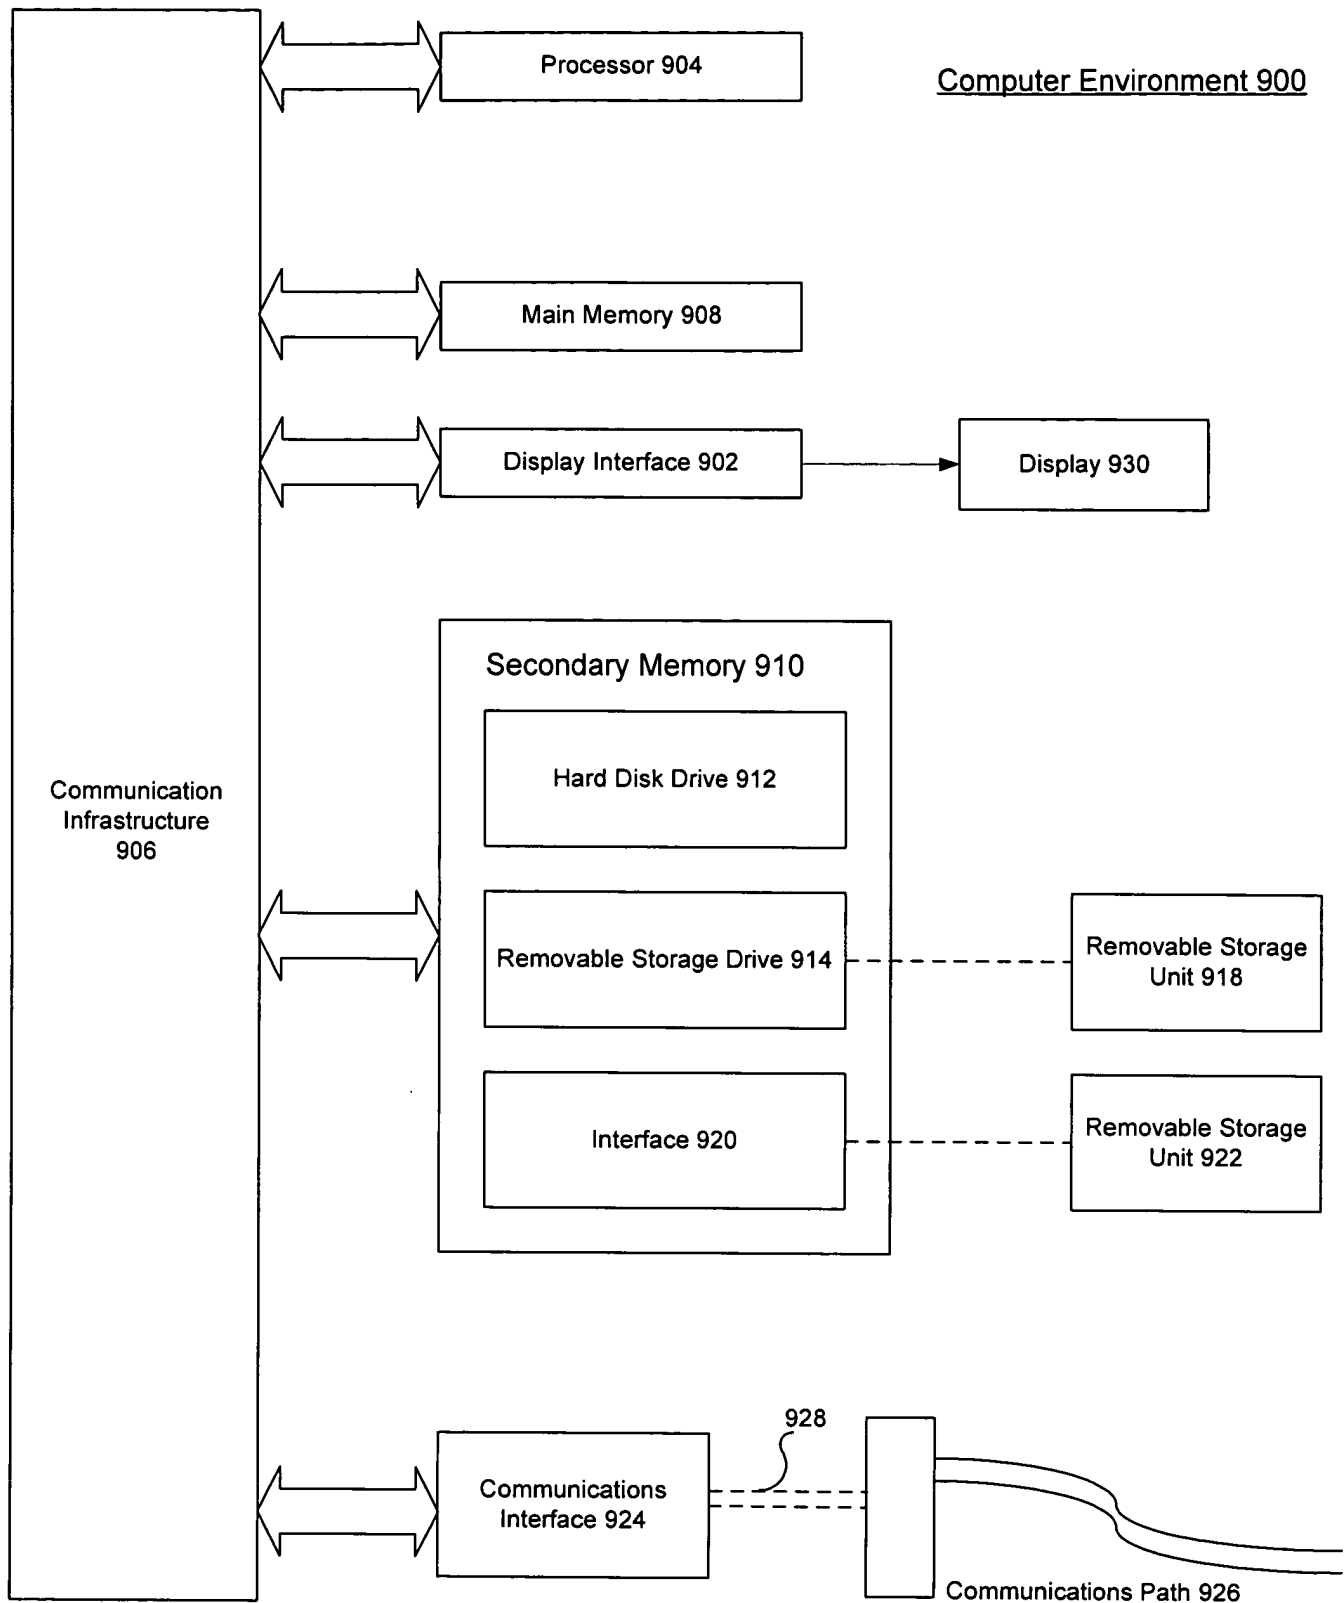 Processor 904
Computer Environment 900
Main Memory 908
Display Interface 902
Display 930
Secondary Memory 910
Hard Disk Drive 912
Communication
Infrastructure
906
Removable Storage Drive 914
Removable Storage
Unit 918
Interface 920
Removable Storage
Unit 922
928
Communications
Interface 924
Communications Path 926